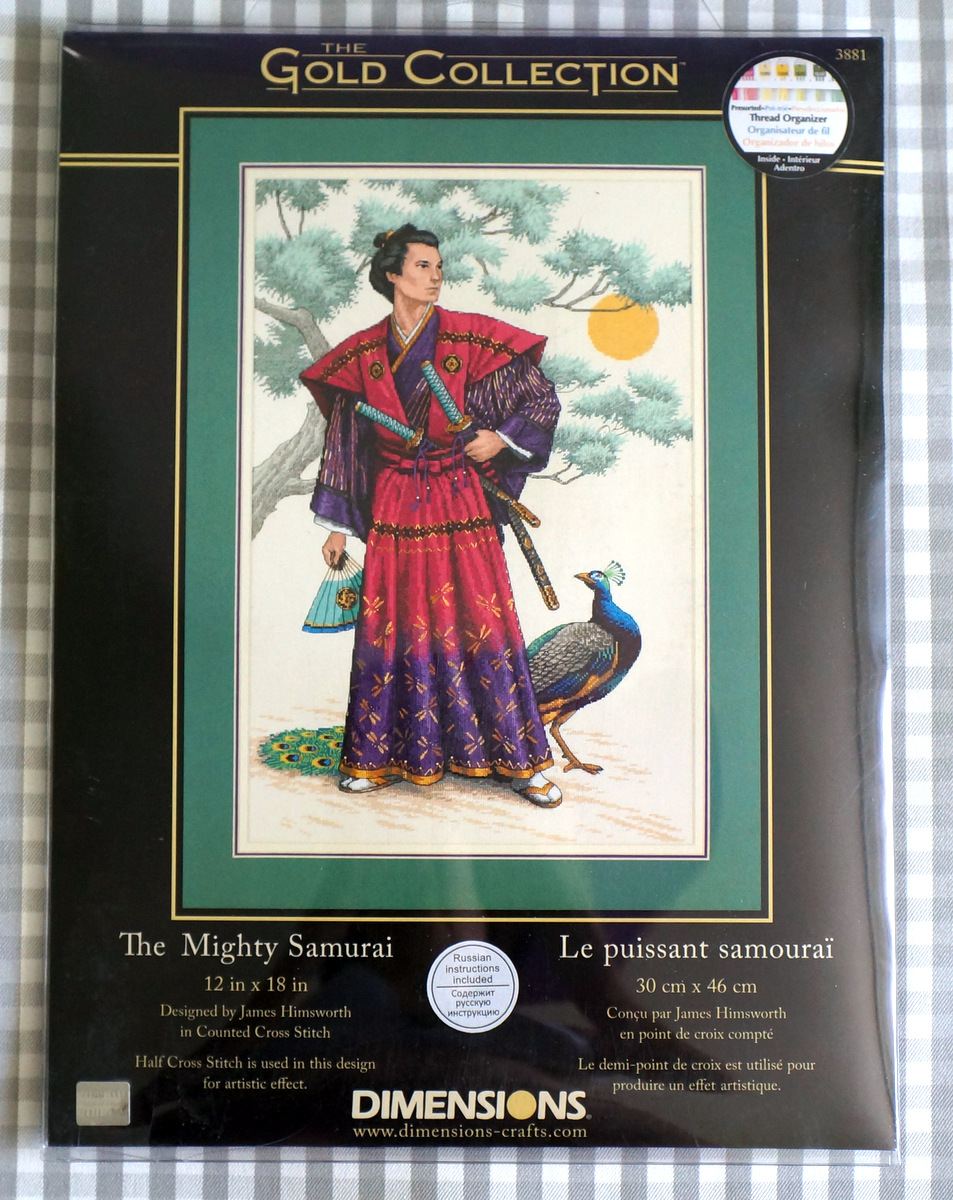 THE
GOLD COLLECTION™
3881
Presorted•Pré-trié•Preseleccionados
Thread Organizer
Organisateur de fil
Organizador de hilos
Inside • Intérieur
Adentro
The Mighty Samurai
12 in x 18 in
Designed by James Himsworth
in Counted Cross Stitch
Half Cross Stitch is used in this design
for artistic effect.
Russian
instructions
included
Содержит
русскую
инструкцию
Le puissant samouraï
30 cm x 46 cm
Conçu par James Himsworth
en point de croix compté
Le demi-point de croix est utilisé pour
produire un effet artistique.
DIMENSIONS®
www.dimensions-crafts.com